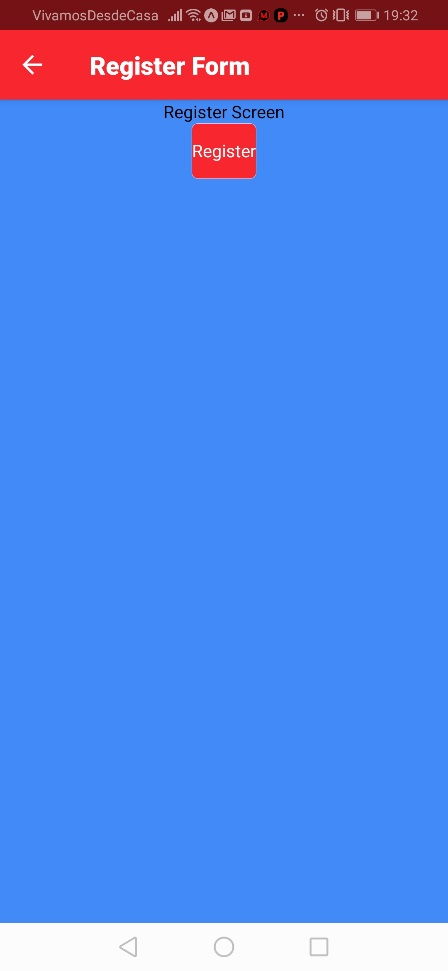 VivamosDesdeCasa 19:32
Register Form
Register Screen
Register